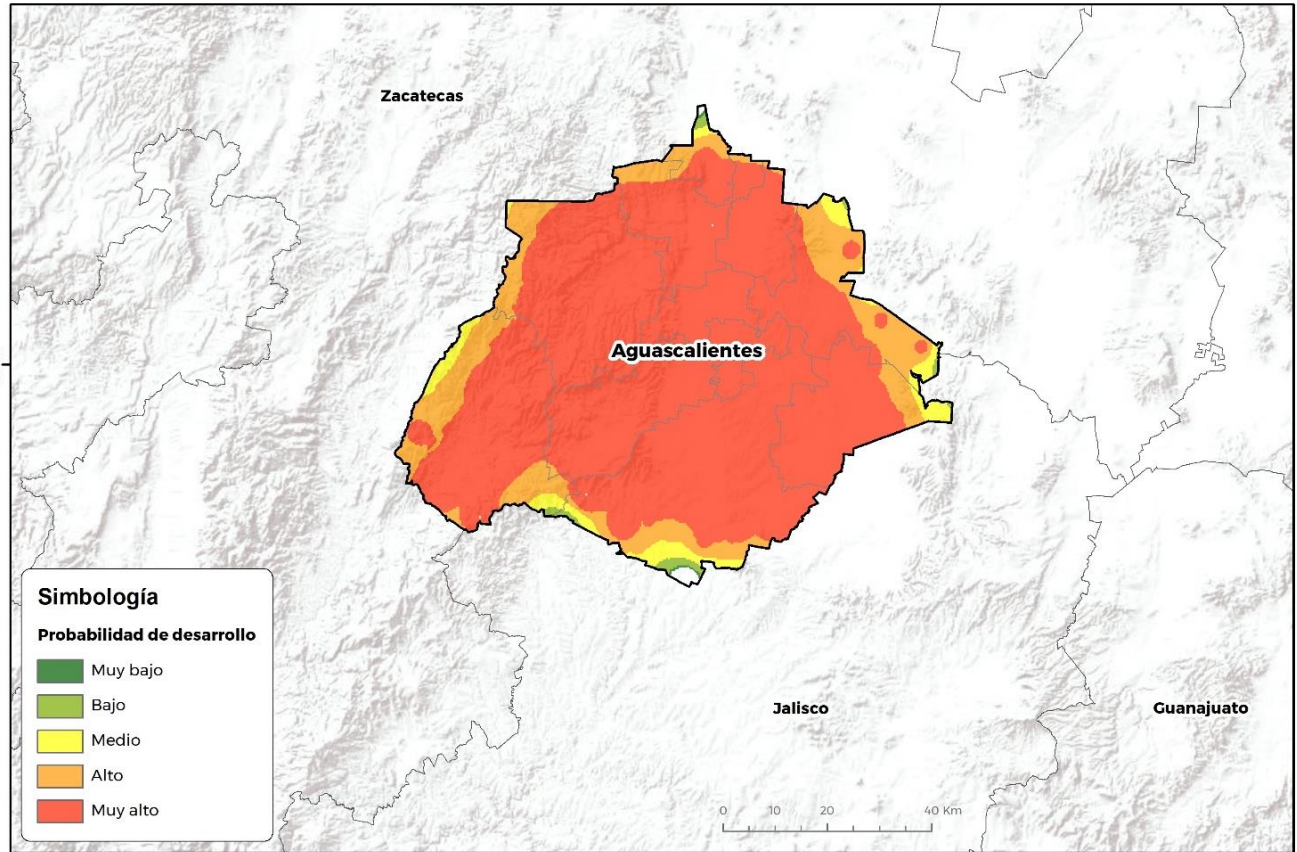 Zacatecas
Aguascalientes
Jalisco
Guanajuato
Simbología
Probabilidad de desarrollo
Muy bajo
Bajo
Medio
Alto
Muy alto
0 10 20 40 Km